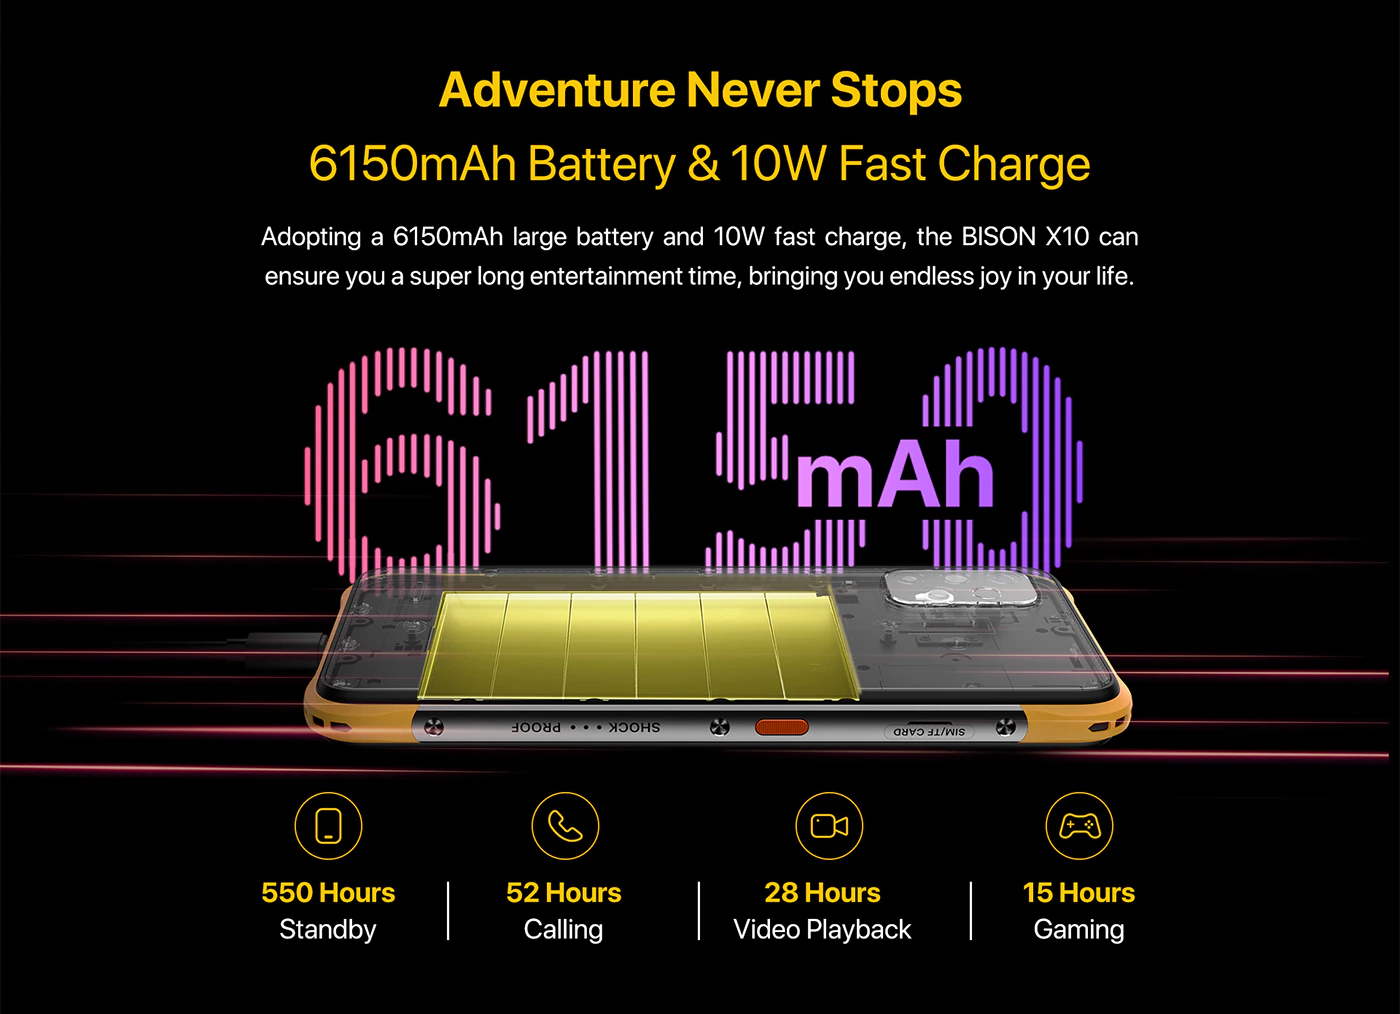 Adventure Never Stops
6150mAh Battery & 10W Fast Charge
Adopting a 6150mAh large battery and 10W fast charge, the BISON X10 can
ensure you a super long entertainment time, bringing you endless joy in your life.
6150
mAh
SHOCK • • • • PROOF
SIM/TF CARD
550 Hours
Standby
52 Hours
Calling
28 Hours
Video Playback
15 Hours
Gaming